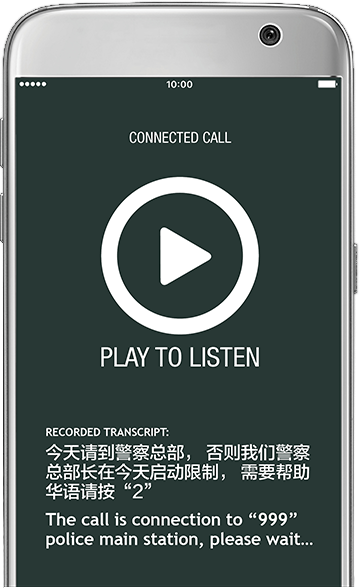 10:00
CONNECTED CALL
PLAY TO LISTEN
RECORDED TRANSCRIPT:
今天请到警察总部， 否则我们警察
总部长在今天启动限制， 需要帮助
华语请按“2”
The call is connection to “999”
police main station, please wait...